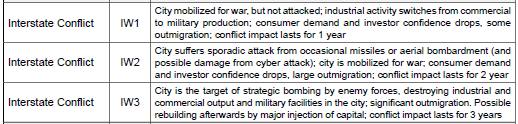 City mobilized for war, but not attacked; industrial activity switches from commercial
Interstate Conflict IW1 to military production; consumer demand and investor confidence drops, some
outmigration; conflict impact lasts for 1 year
City suffers sporadic attack from occasional missiles or aerial bombardment (and
Interstate Conflict IW2 possible damage from cyber attack); city is mobilized for war; consumer demand
and investor confidence drops, large outmigration; conflict impact lasts for 2 year
City is the target of strategic bombing by enemy forces, destroying industrial and
Interstate Conflict IW3 commercial output and military facilities in the city; significant outmigration. Possible
rebuilding afterwards by major injection of capital; conflict impact lasts for 3 years